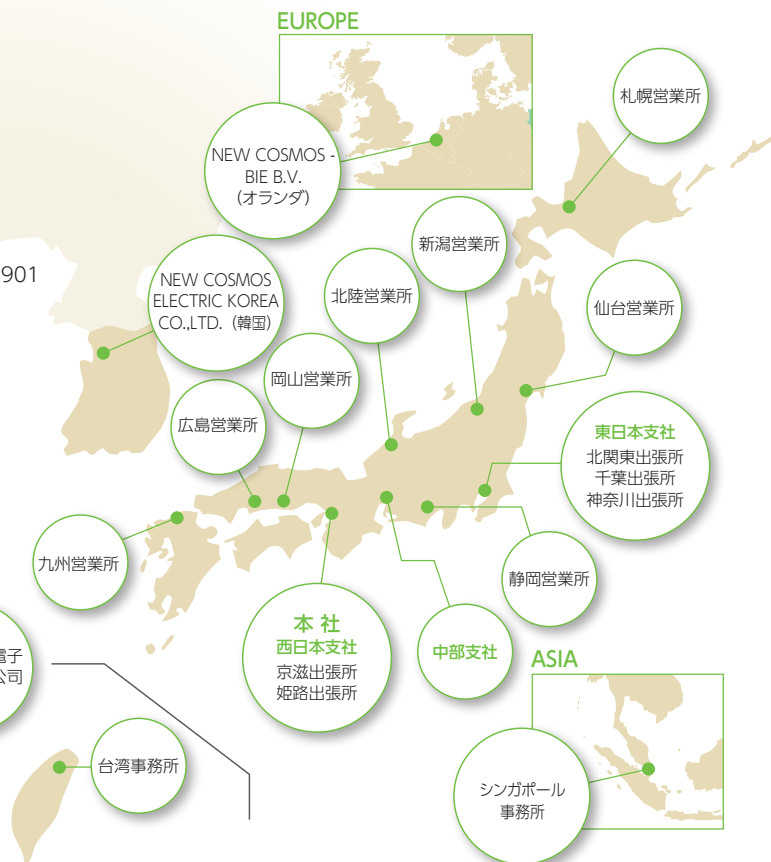 EUROPE
札幌営業所
NEW COSMOS -
BIE B.V.
（オランダ）
新潟営業所
901
NEW COSMOS
ELECTRIC KOREA
CO.,LTD.（韓国）
北陸営業所
仙台営業所
岡山営業所
広島営業所
東日本支社
北関東出張所
千葉出張所
神奈川出張所
九州営業所
静岡営業所
本 社
西日本支社
京滋出張所
姫路出張所
中部支社
ASIA
電子
公司
台湾事務所
シンガポール
事務所